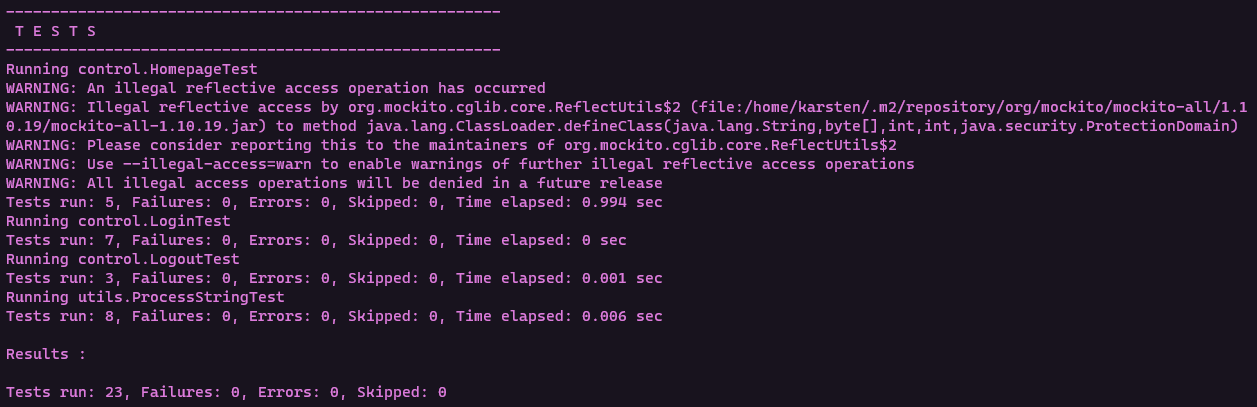 -------------------------------------------------------
T E S T S
-------------------------------------------------------
Running control.HomepageTest
WARNING: An illegal reflective access operation has occurred
WARNING: Illegal reflective access by org.mockito.cglib.core.ReflectUtils$2 (file:/home/karsten/.m2/repository/org/mockito/mockito-all/1.1
0.19/mockito-all-1.10.19.jar) to method java.lang.ClassLoader.defineClass(java.lang.String,byte[],int,int,java.security.ProtectionDomain)
WARNING: Please consider reporting this to the maintainers of org.mockito.cglib.core.ReflectUtils$2
WARNING: Use --illegal-access=warn to enable warnings of further illegal reflective access operations
WARNING: All illegal access operations will be denied in a future release
Tests run: 5, Failures: 0, Errors: 0, Skipped: 0, Time elapsed: 0.994 sec
Running control.LoginTest
Tests run: 7, Failures: 0, Errors: 0, Skipped: 0, Time elapsed: 0 sec
Running control.LogoutTest
Tests run: 3, Failures: 0, Errors: 0, Skipped: 0, Time elapsed: 0.001 sec
Running utils.ProcessStringTest
Tests run: 8, Failures: 0, Errors: 0, Skipped: 0, Time elapsed: 0.006 sec
Results :
Tests run: 23, Failures: 0, Errors: 0, Skipped: 0